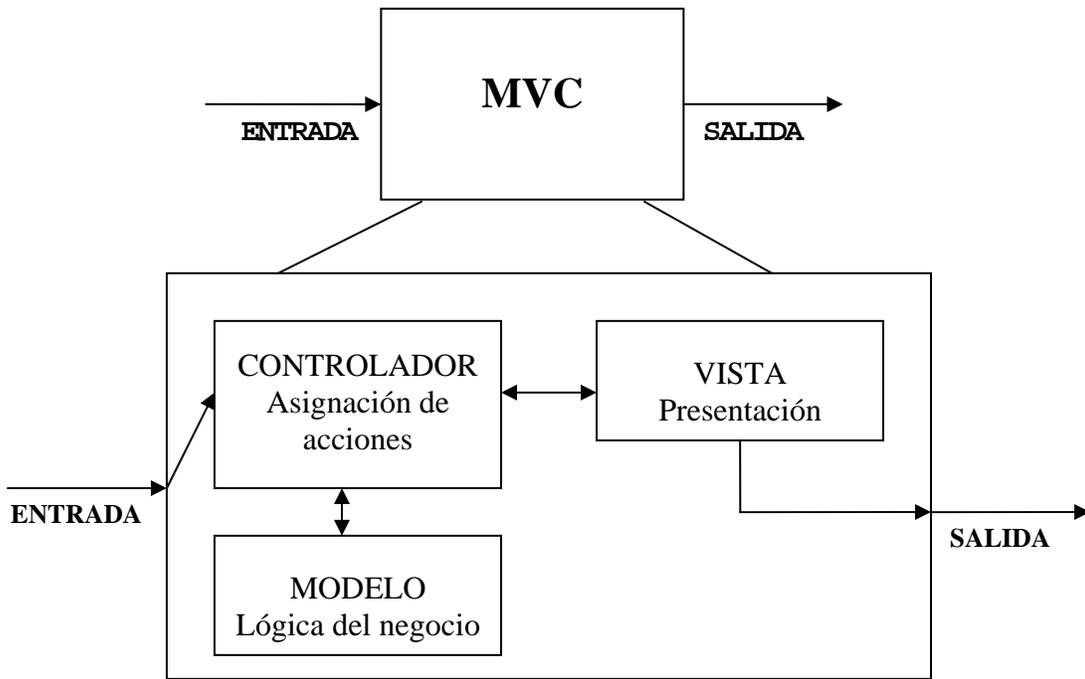 MVC
ENTRADA
SALIDA
CONTROLADOR
Asignación de
acciones
VISTA
Presentación
ENTRADA
SALIDA
MODELO
Lógica del negocio